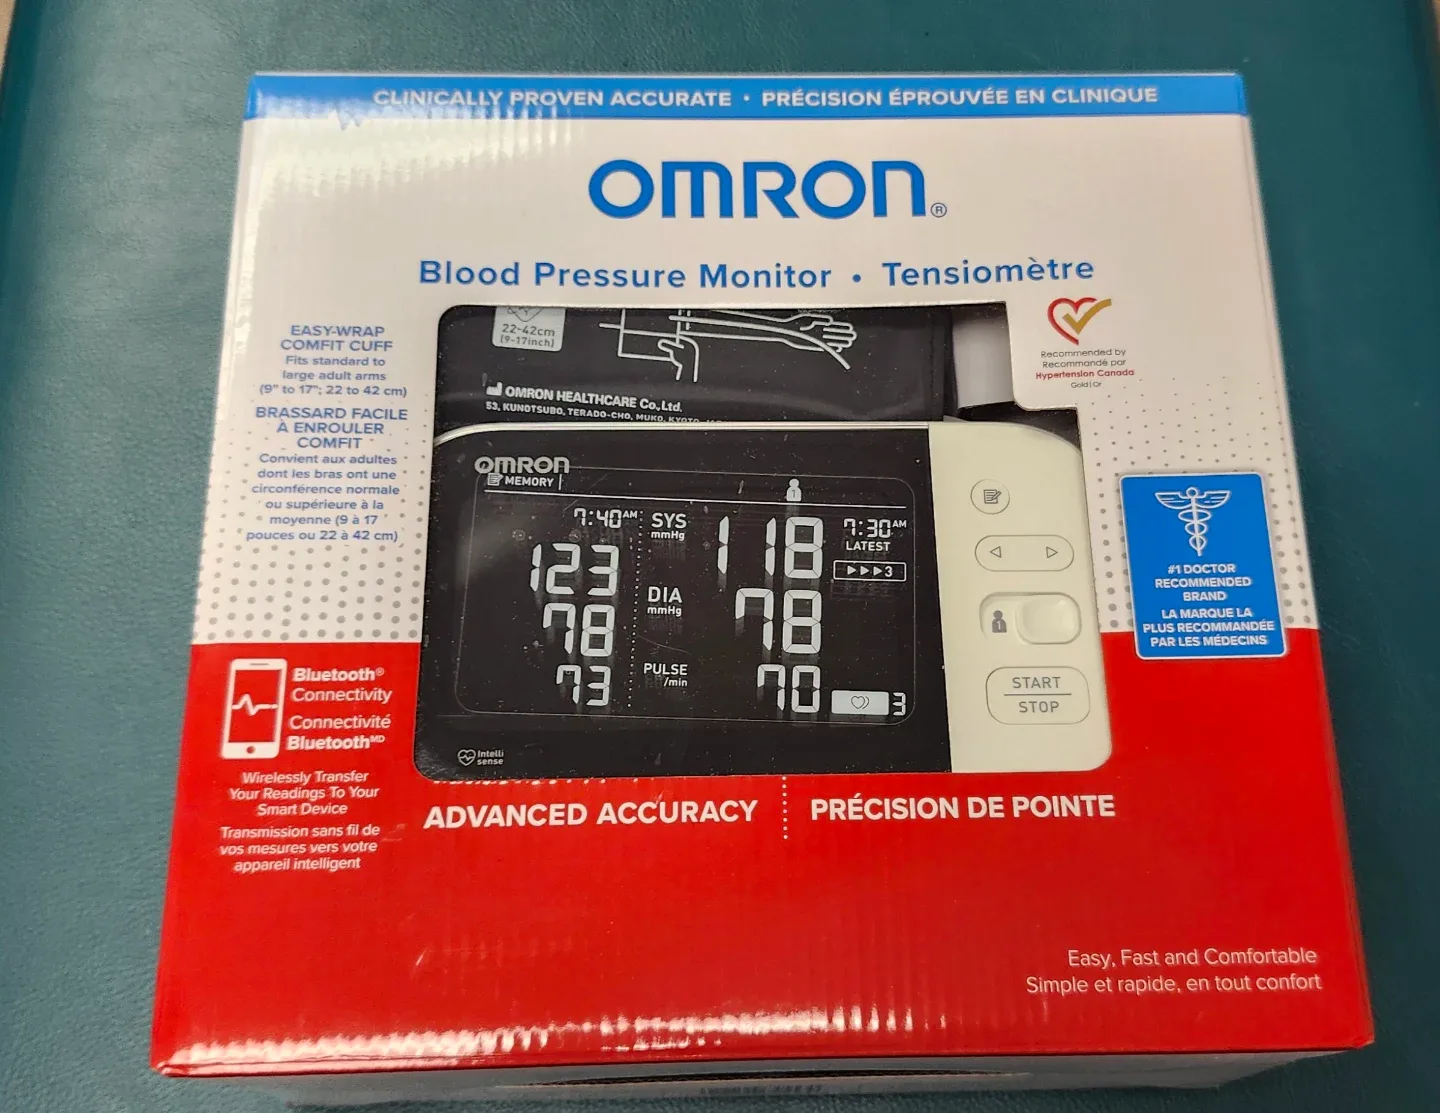 CLINICALLY PROVEN ACCURATE • PRÉCISION ÉPROUVÉE EN CLINIQUE
OMRON®
Blood Pressure Monitor • Tensiomètre
EASY-WRAP
COMFIT CUFF
Fits standard to
large adult arms
(9" to 17"; 22 to 42 cm)
BRASSARD FACILE
À ENROULER
COMFIT
Convient aux adultes
dont les bras ont une
circonférence normale
ou supérieure à la
moyenne (9 à 17
pouces ou 22 à 42 cm)
22-42cm
(9-17inch)
OMRON HEALTHCARE Co.,Ltd.
53, KUNOTSUBO, TERADO-CHO, MUKO, KYOTO,
Recommended by
Recommandé par
Hypertension Canada
Gold | Or
OMRON
MEMORY
1
7:40AM SYS 118 7:30AM
mmHg LATEST
123 ▶▶▶3
DIA
mmHg
78 78
PULSE
/min
73 70 3
Intelli
sense
1
START
STOP
#1 DOCTOR
RECOMMENDED
BRAND
LA MARQUE LA
PLUS RECOMMANDÉE
PAR LES MÉDECINS
Bluetooth®
Connectivity
Connectivité
BluetoothMD
Wirelessly Transfer
Your Readings To Your
Smart Device
Transmission sans fil de
vos mesures vers votre
appareil intelligent
ADVANCED ACCURACY
PRÉCISION DE POINTE
Easy, Fast and Comfortable
Simple et rapide, en tout confort